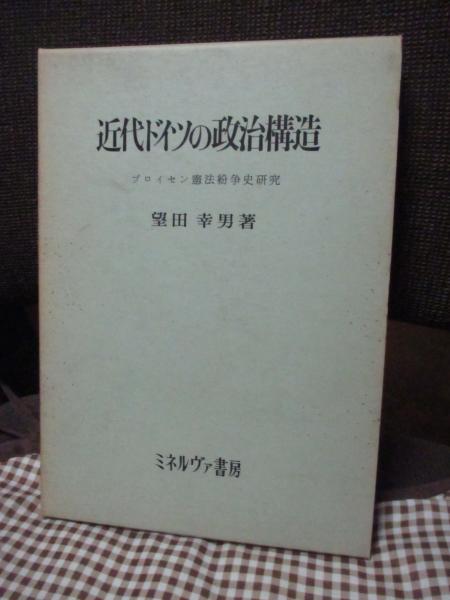 近代ドイツの政治構造
プロイセン憲法紛争史研究
望田幸男著
ミネルヴァ書房